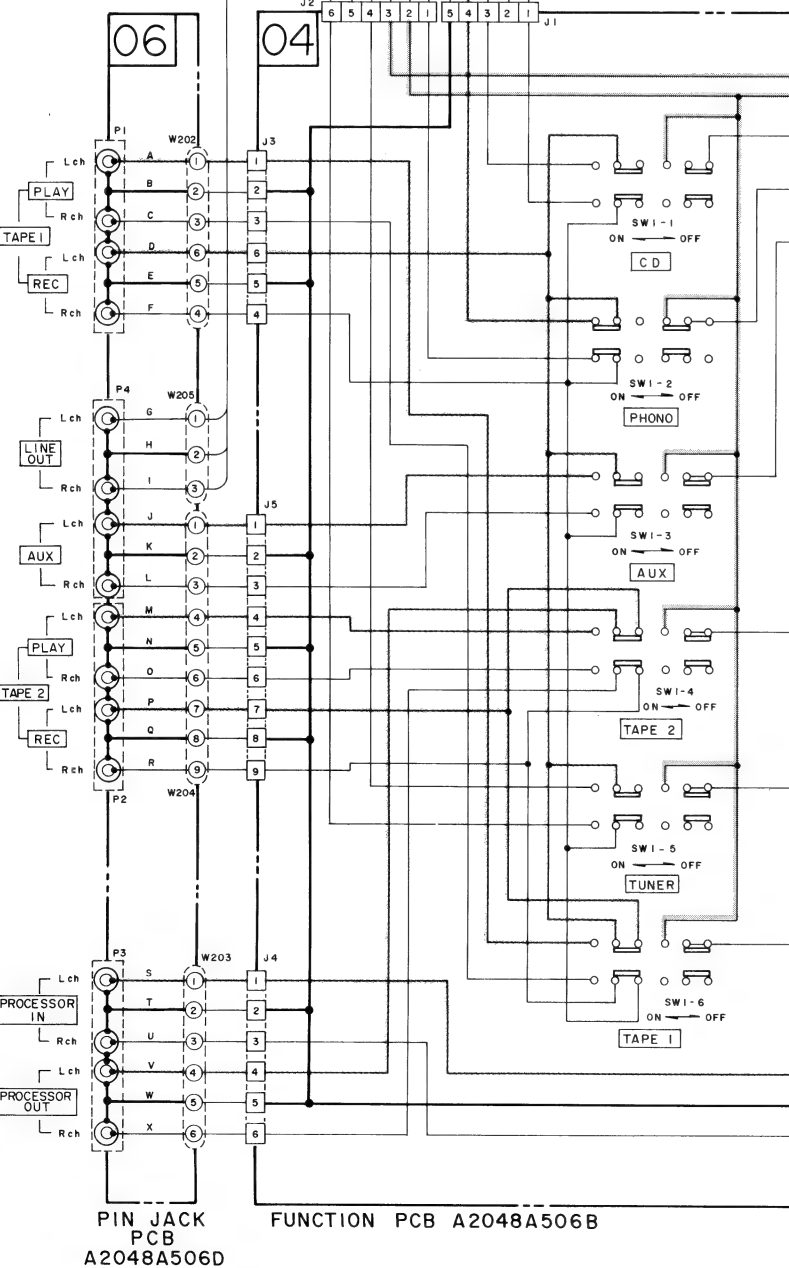 J2 6 5 4 3 2 1 5 4 3 2 1 J1
06 04
P1 W202 J3
Lch A 1 1
PLAY B 2 2
Rch C 3 3
TAPE 1
Lch D 6 6
REC E 5 5
Rch F 4 4
SW1-1
ON OFF
CD
SW1-2
ON OFF
PHONO
P4 W205
Lch G 1
LINE OUT H 2
Rch I 3
J5
Lch J 1 1
AUX K 2 2
Rch L 3 3
SW1-3
ON OFF
AUX
Lch M 4 4
PLAY N 5 5
Rch O 6 6
TAPE 2
Lch P 7 7
REC Q 8 8
Rch R 9 9
P2 W204
SW1-4
ON OFF
TAPE 2
SW1-5
ON OFF
TUNER
P3 W203 J4
Lch S 1 1
PROCESSOR IN T 2 2
Rch U 3 3
Lch V 4 4
PROCESSOR OUT W 5 5
Rch X 6 6
SW1-6
ON OFF
TAPE 1
PIN JACK
PCB
A2048A506D
FUNCTION PCB A2048A506B